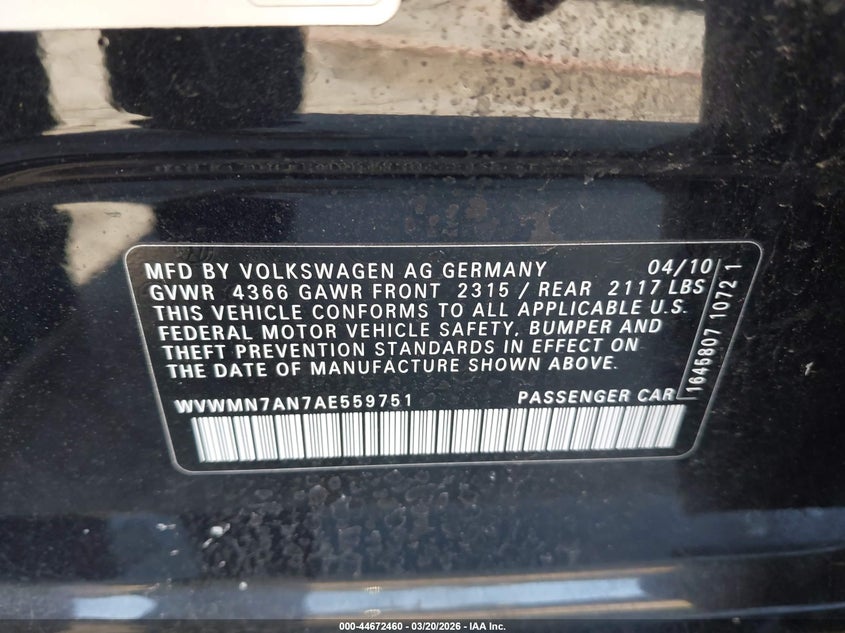 MFD BY VOLKSWAGEN AG GERMANY 04/10
GVWR 4366 GAWR FRONT 2315 / REAR 2117 LBS
THIS VEHICLE CONFORMS TO ALL APPLICABLE U.S.
FEDERAL MOTOR VEHICLE SAFETY, BUMPER AND
THEFT PREVENTION STANDARDS IN EFFECT ON
THE DATE OF MANUFACTURE SHOWN ABOVE.
WVWMN7AN7AE559751 PASSENGER CAR
1645807 1072 1
000-44672460 — 03/20/2026 — IAA Inc.